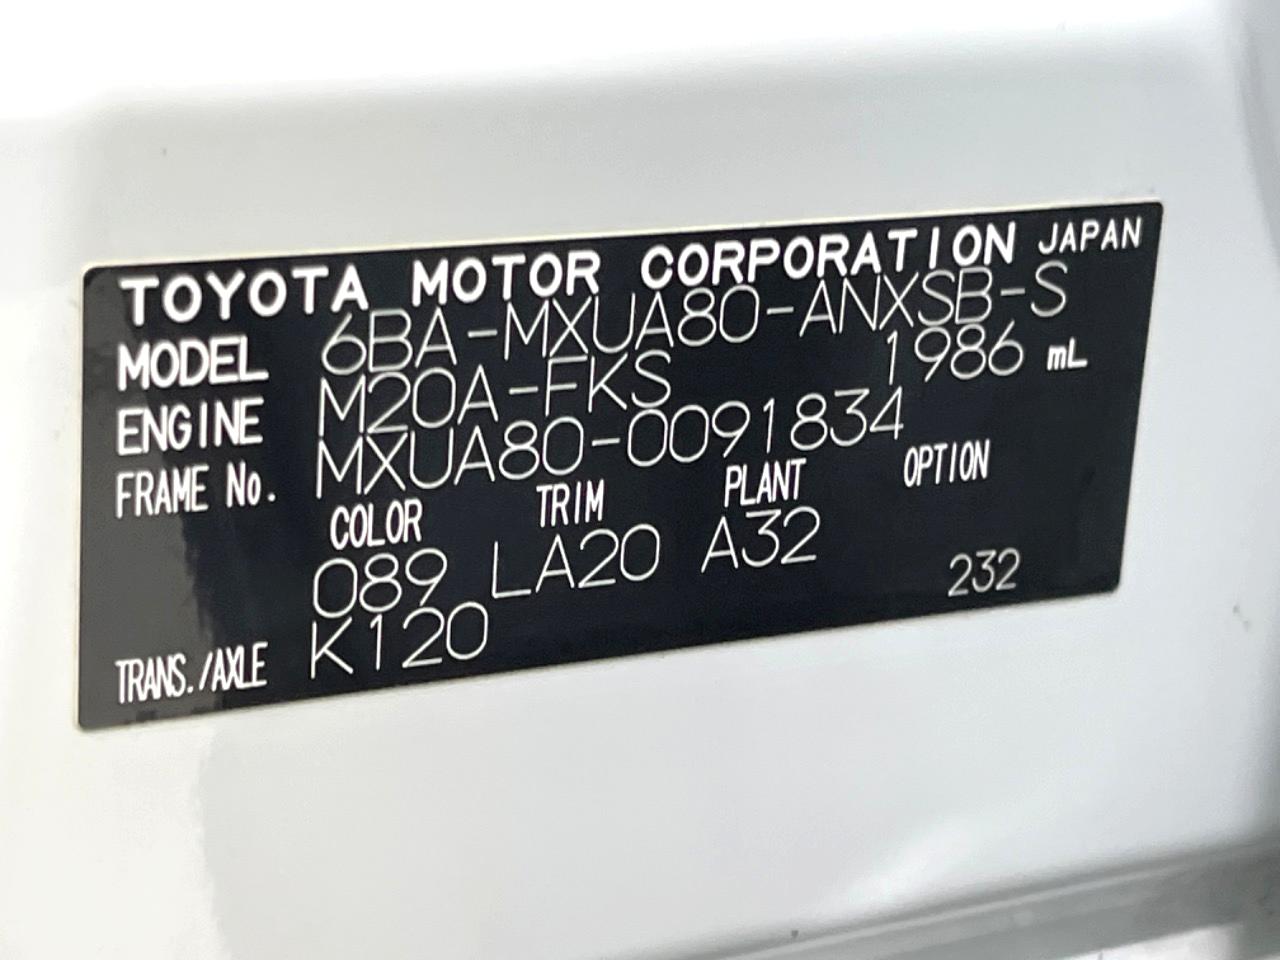 TOYOTA MOTOR CORPORATION JAPAN
MODEL 6BA-MXUA80-ANXSB-S
ENGINE M20A-FKS 1986 mL
FRAME No. MXUA80-0091834
COLOR TRIM PLANT OPTION
089 LA20 A32
TRANS./AXLE K120 232